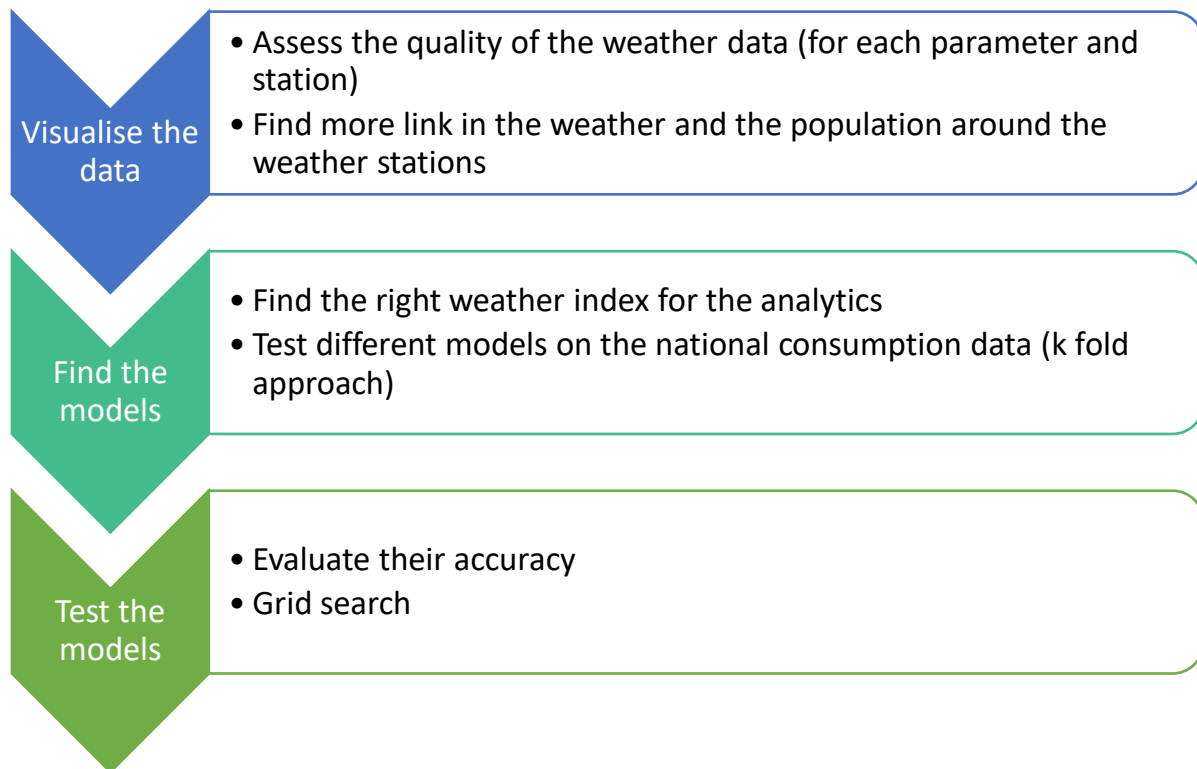 Visualise the
data
• Assess the quality of the weather data (for each parameter and
station)
• Find more link in the weather and the population around the
weather stations
Find the
models
• Find the right weather index for the analytics
• Test different models on the national consumption data (k fold
approach)
Test the
models
• Evaluate their accuracy
• Grid search